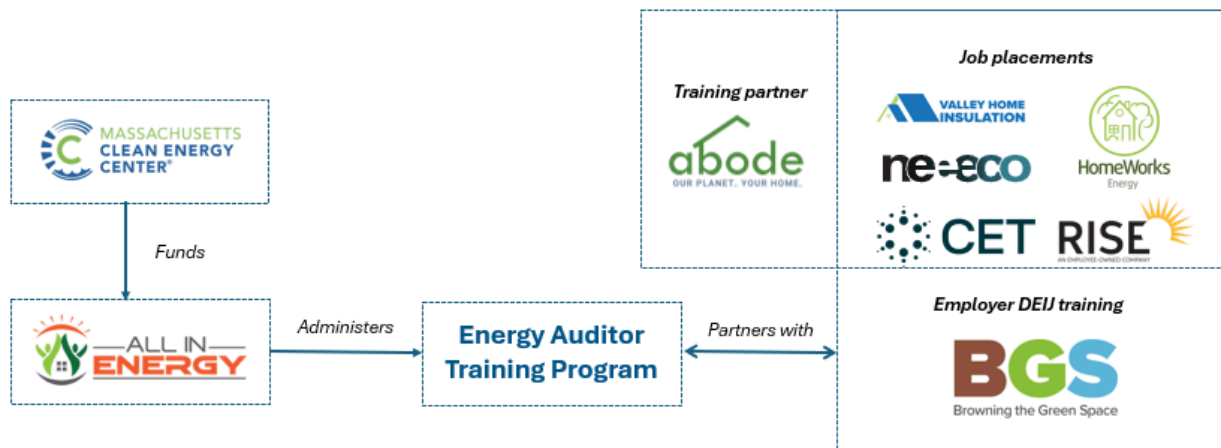 MASSACHUSETTS
CLEAN ENERGY
CENTER®
Funds
ALL IN
ENERGY
Administers
Energy Auditor
Training Program
Partners with
Training partner
abode
OUR PLANET. YOUR HOME.
Job placements
VALLEY HOME
INSULATION
HomeWorks
Energy
ne-eco
CET
RISE
AN EMPLOYEE-OWNED COMPANY
Employer DEIJ training
BGS
Browning the Green Space